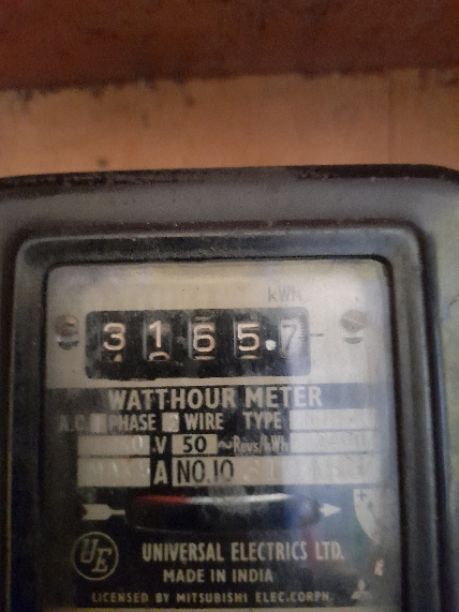 kWh
3165.7
WATTHOUR METER
A.C. PHASE WIRE TYPE
V 50 ~ Revs/kWh
A NO.10
UE
UNIVERSAL ELECTRICS LTD.
MADE IN INDIA
LICENSED BY MITSUBISHI ELEC.CORPN.